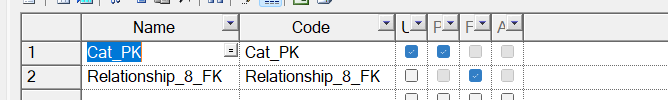 Name Code U F F A
1 Cat_PK = Cat_PK
2 Relationship_8_FK Relationship_8_FK